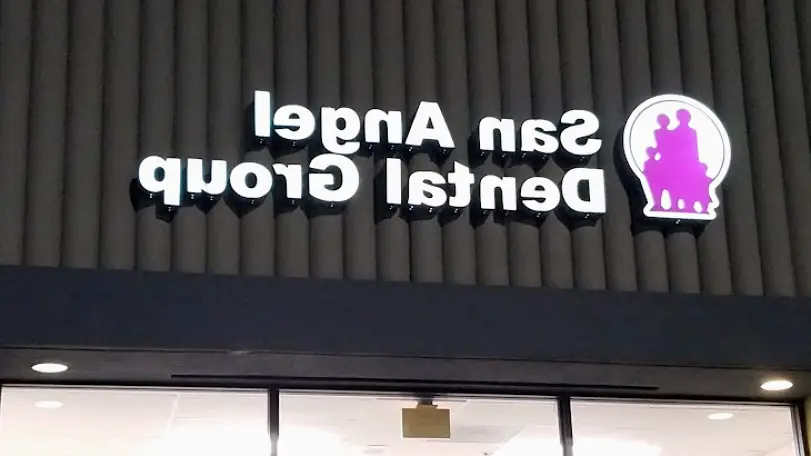 San Angel
Dental Group